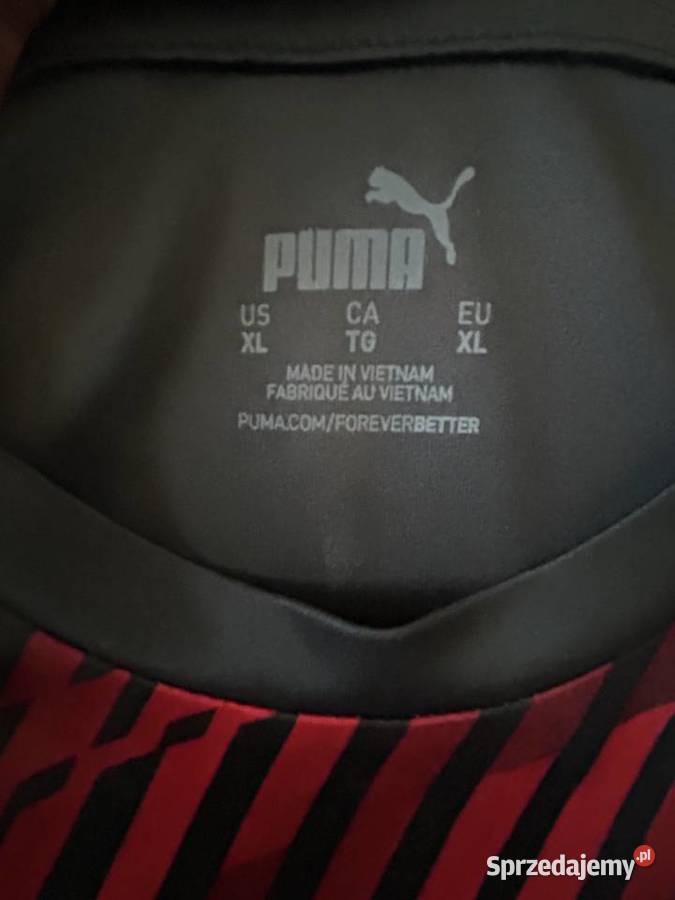 PUMA
US CA EU
XL TG XL
MADE IN VIETNAM
FABRIQUÉ AU VIETNAM
PUMA.COM/FOREVERBETTER
Sprzedajemy.pl